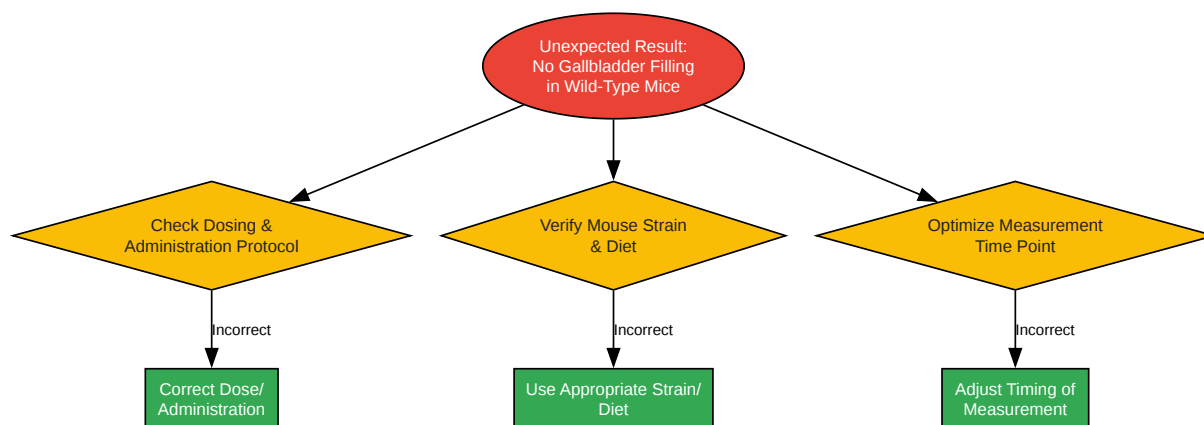 Unexpected Result:
No Gallbladder Filling
in Wild-Type Mice
Check Dosing &
Administration Protocol
Verify Mouse Strain
& Diet
Optimize Measurement
Time Point
Incorrect
Incorrect
Incorrect
Correct Dose/
Administration
Use Appropriate Strain/
Diet
Adjust Timing of
Measurement